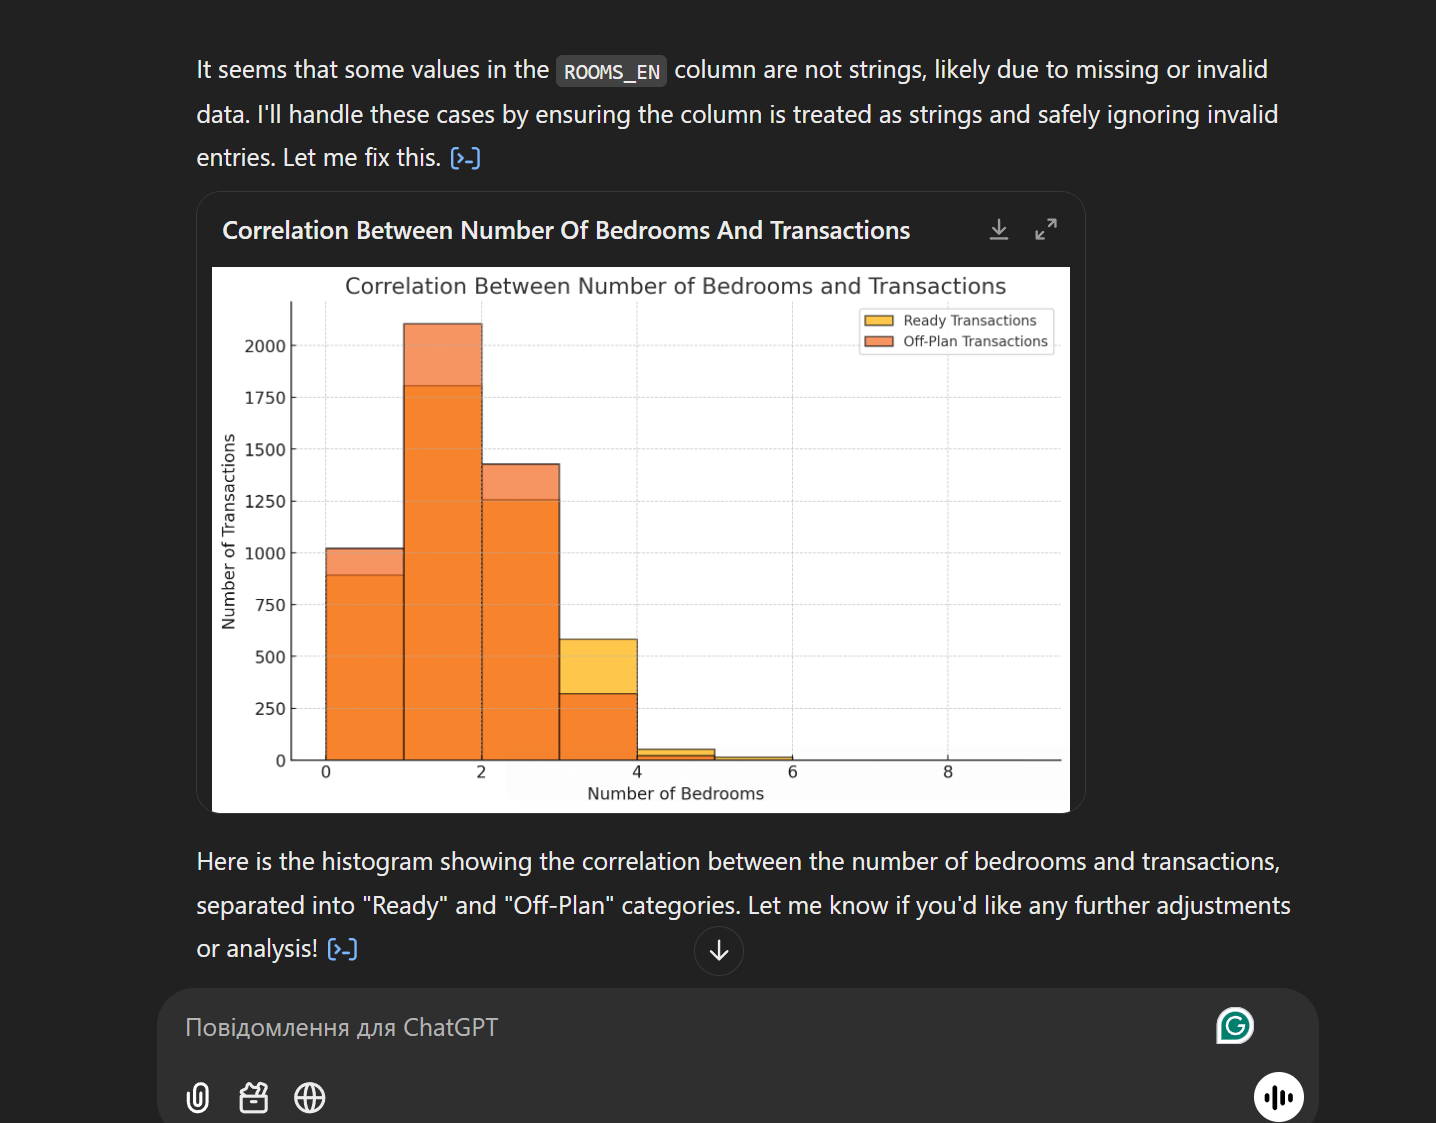 It seems that some values in the ROOMS_EN column are not strings, likely due to missing or invalid
data. I'll handle these cases by ensuring the column is treated as strings and safely ignoring invalid
entries. Let me fix this.
Correlation Between Number Of Bedrooms And Transactions
Correlation Between Number of Bedrooms and Transactions
Ready Transactions
Off-Plan Transactions
Number of Transactions
2000
1750
1500
1250
1000
750
500
250
0
0 2 4 6 8
Number of Bedrooms
Here is the histogram showing the correlation between the number of bedrooms and transactions,
separated into "Ready" and "Off-Plan" categories. Let me know if you'd like any further adjustments
or analysis!
Повідомлення для ChatGPT